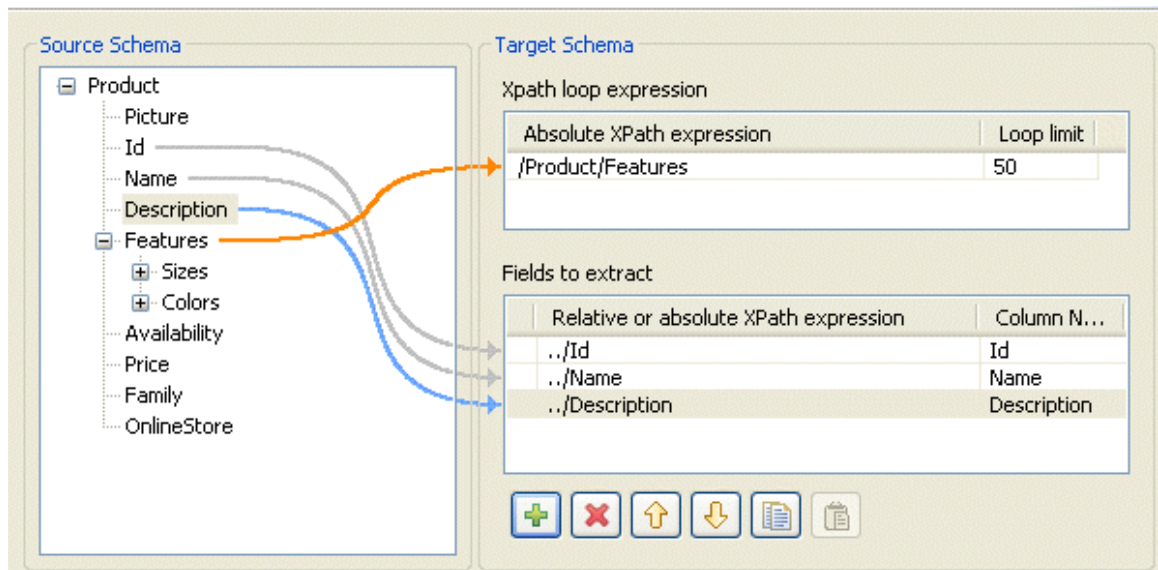 Source Schema
Product
Picture
Id
Name
Description
Features
Sizes
Colors
Availability
Price
Family
OnlineStore
Target Schema
Xpath loop expression
Absolute XPath expression Loop limit
/Product/Features 50
Fields to extract
Relative or absolute XPath expression Column N...
../Id Id
../Name Name
../Description Description